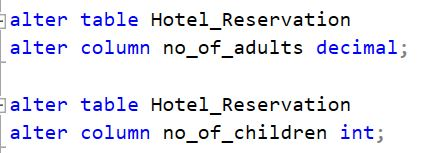 alter table Hotel_Reservation
alter column no_of_adults decimal;
alter table Hotel_Reservation
alter column no_of_children int;